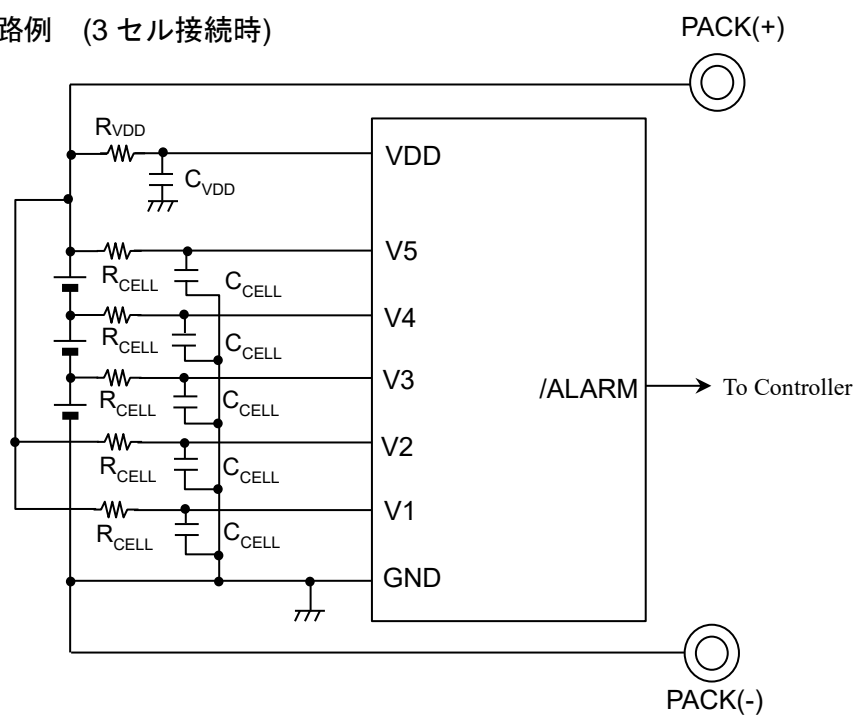 路例 (3 セル接続時)
PACK(+)
RVDD
VDD
CVDD
V5
RCELL
CCELL
V4
RCELL
CCELL
V3
/ALARM
To Controller
RCELL
CCELL
V2
RCELL
CCELL
V1
RCELL
CCELL
GND
PACK(-)